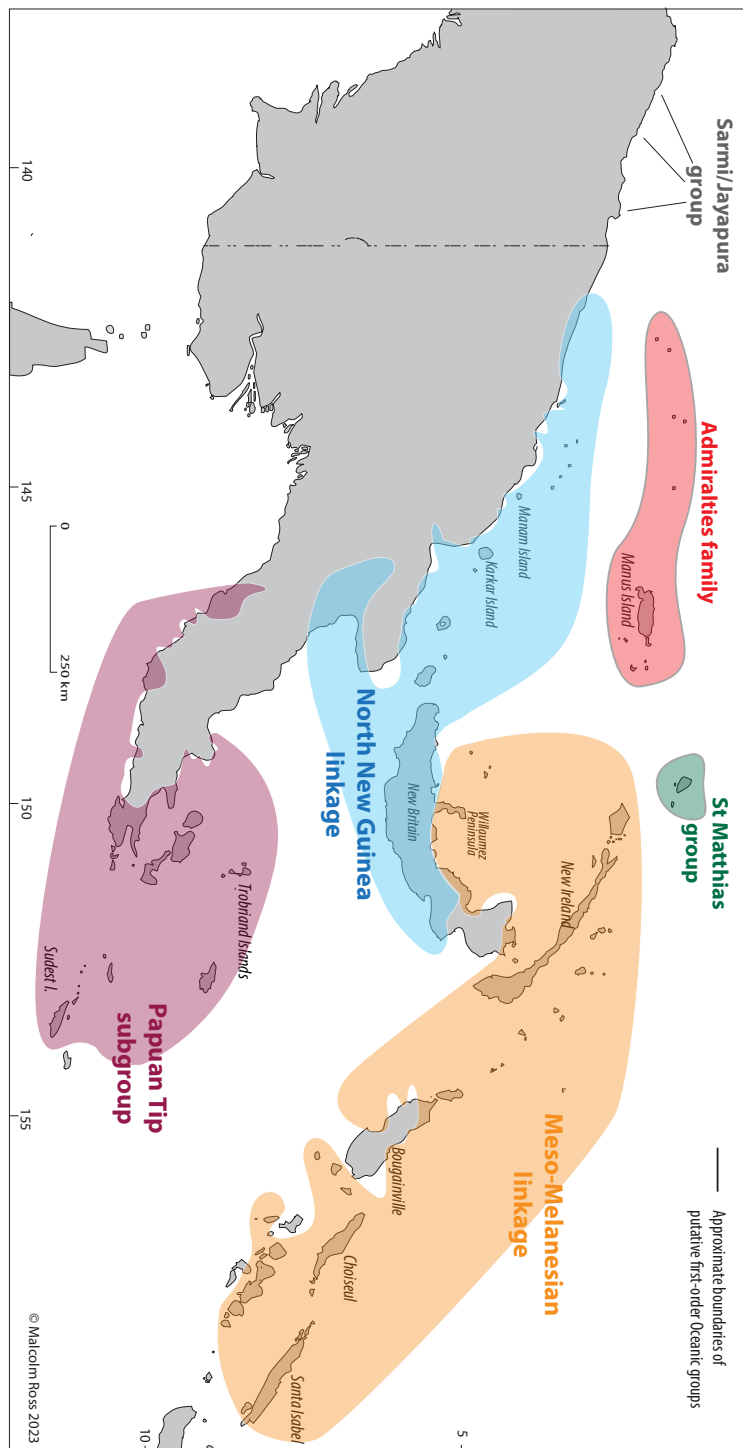 Sarmi/Jayapura
group
Admiralties family
Manus Island
St Matthias
group
Approximate boundaries of
putative first-order Oceanic groups
Manam Island
Karkar Island
North New Guinea
linkage
New Britain
Willaumez
Peninsula
New Ireland
Meso-Melanesian
linkage
Bougainville
Choiseul
Santa Isabel
Trobriand Islands
Sudest I.
Papuan Tip
subgroup
0
250 km
140
145
150
155
5
10
© Malcolm Ross 2023